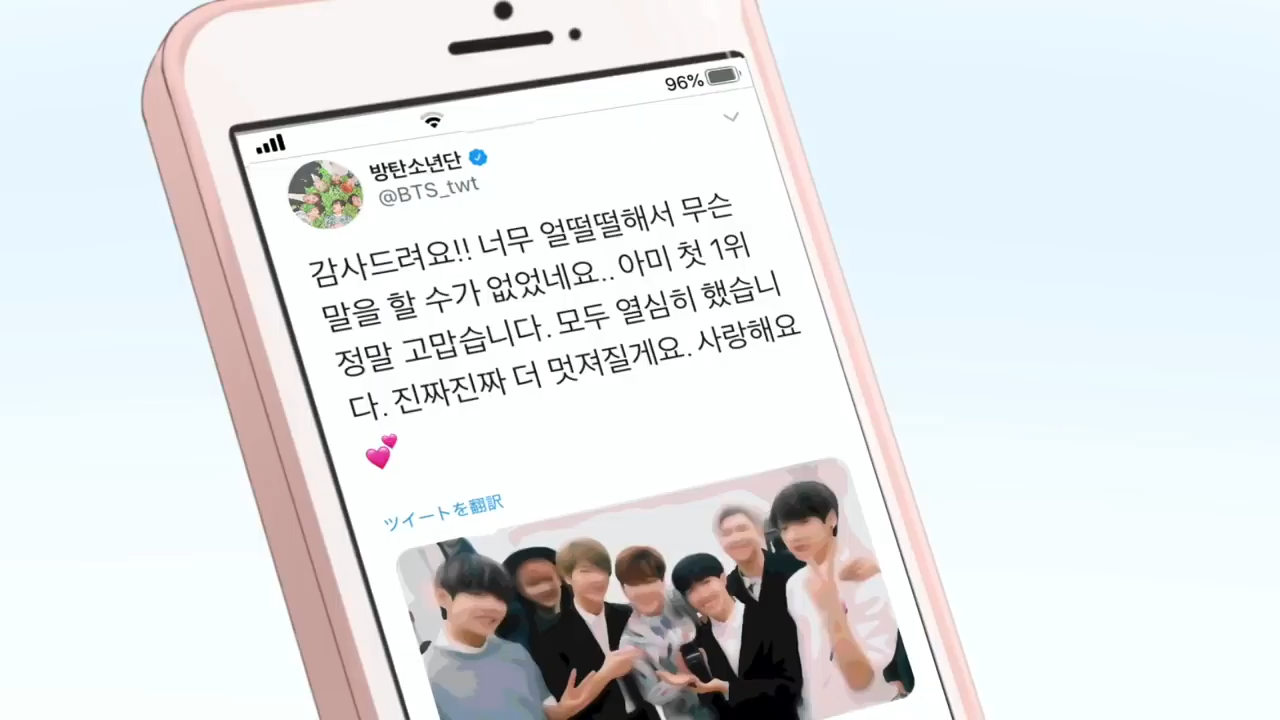 96%
방탄소년단
@BTS_twt
감사드려요!! 너무 얼떨떨해서 무슨
말을 할 수가 없었네요.. 아미 첫 1위
정말 고맙습니다. 모두 열심히 했습니
다. 진짜진짜 더 멋져질게요. 사랑해요
💕
ツイートを翻訳